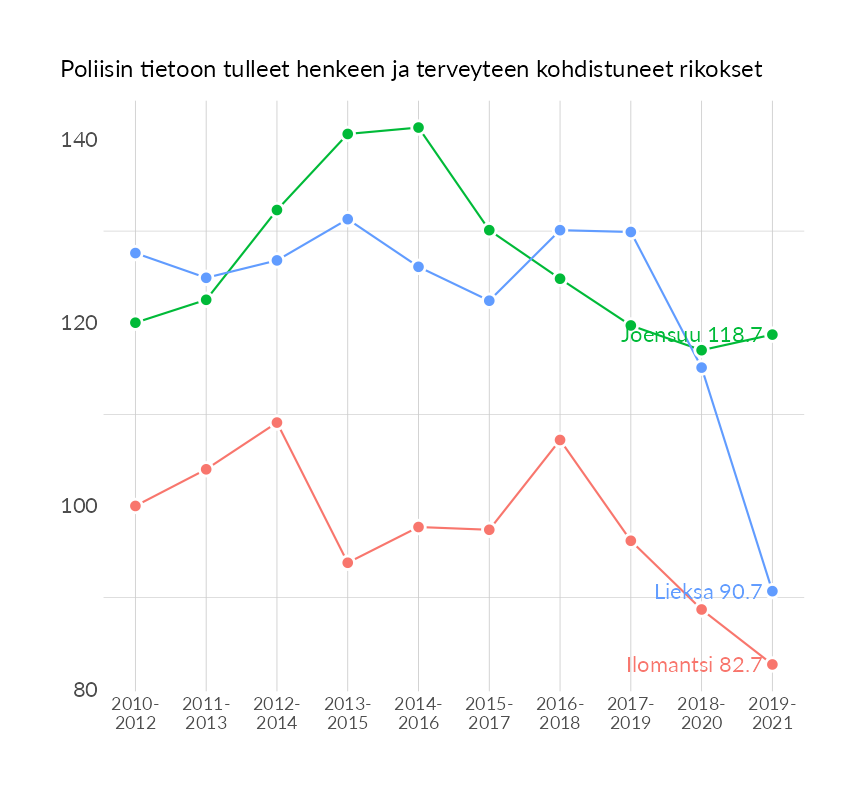 Poliisin tietoon tulleet henkeen ja terveyteen kohdistuneet rikokset
140
120
100
80
Joensuu 118.7
Lieksa 90.7
Ilomantsi 82.7
2010- 2011- 2012- 2013- 2014- 2015- 2016- 2017- 2018- 2019-
2012 2013 2014 2015 2016 2017 2018 2019 2020 2021